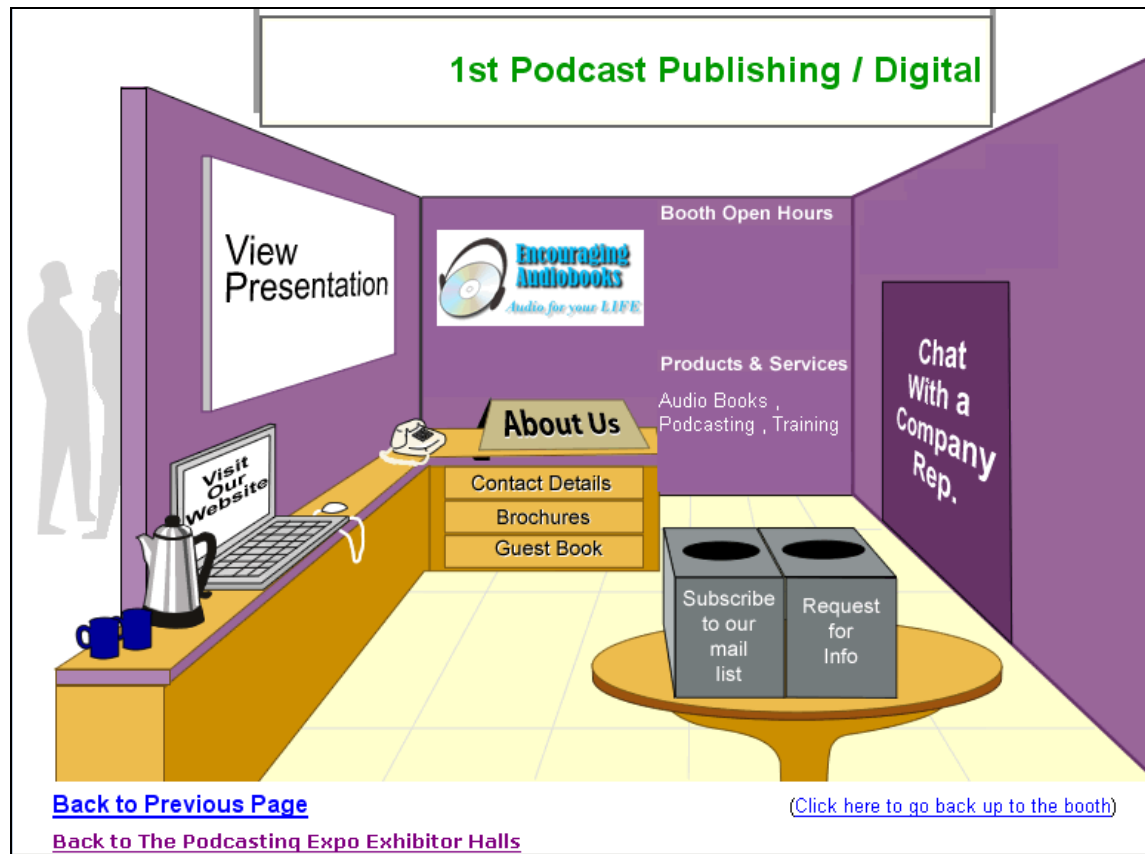 1st Podcast Publishing / Digital
View
Presentation
Encouraging
Audiobooks
Audio for your LIFE
Booth Open Hours
Products & Services
Audio Books ,
Podcasting , Training
Chat
With a
Company
Rep.
About Us
Contact Details
Brochures
Guest Book
Visit
Our
Website
Subscribe
to our
mail
list
Request
for
Info
Back to Previous Page
(Click here to go back up to the booth)
Back to The Podcasting Expo Exhibitor Halls